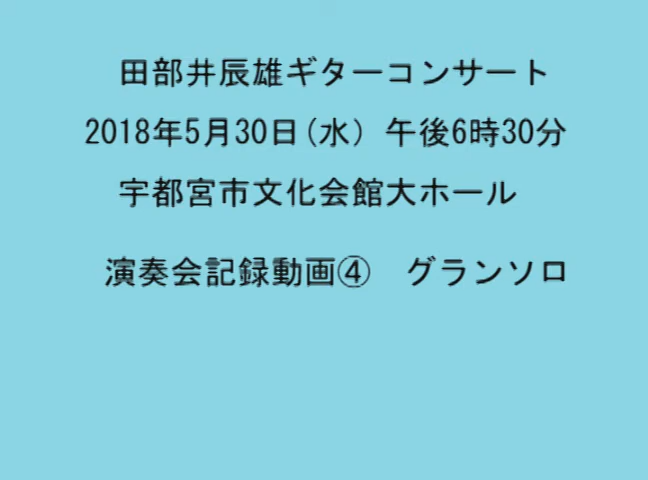 田部井辰雄ギターコンサート
2018年5月30日(水) 午後6時30分
宇都宮市文化会館大ホール
演奏会記録動画④　グランソロ